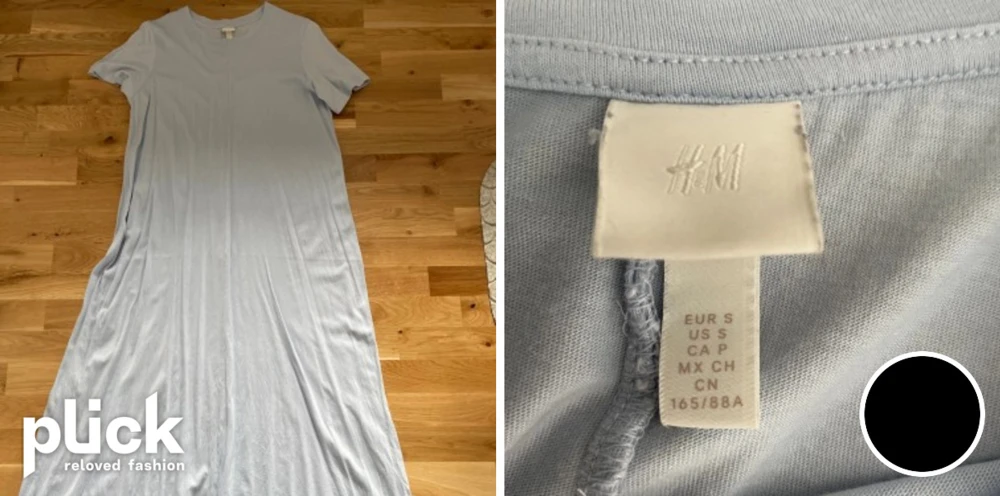 plick
reloved fashion
H&M
EUR S
US S
CA P
MX CH
CN
165/88A